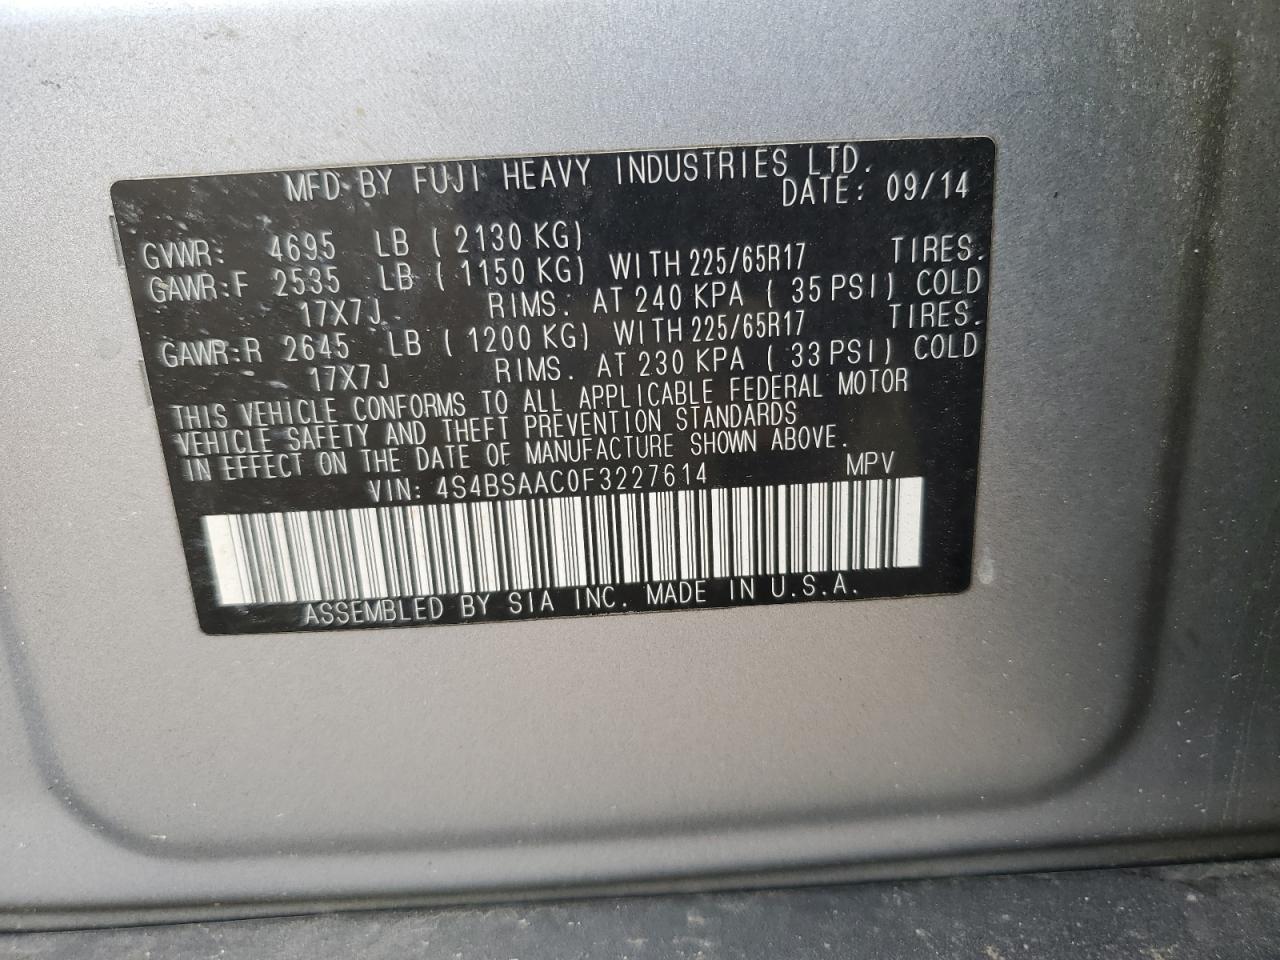 MFD BY FUJI HEAVY INDUSTRIES LTD.
DATE: 09/14
GVWR: 4695 LB ( 2130 KG)
GAWR:F 2535 LB ( 1150 KG) WITH 225/65R17 TIRES.
17X7J RIMS. AT 240 KPA ( 35 PSI) COLD
GAWR:R 2645 LB ( 1200 KG) WITH 225/65R17 TIRES.
17X7J RIMS. AT 230 KPA ( 33 PSI) COLD
THIS VEHICLE CONFORMS TO ALL APPLICABLE FEDERAL MOTOR
VEHICLE SAFETY AND THEFT PREVENTION STANDARDS
IN EFFECT ON THE DATE OF MANUFACTURE SHOWN ABOVE.
VIN: 4S4BSAAC0F3227614 MPV
ASSEMBLED BY SIA INC. MADE IN U.S.A.